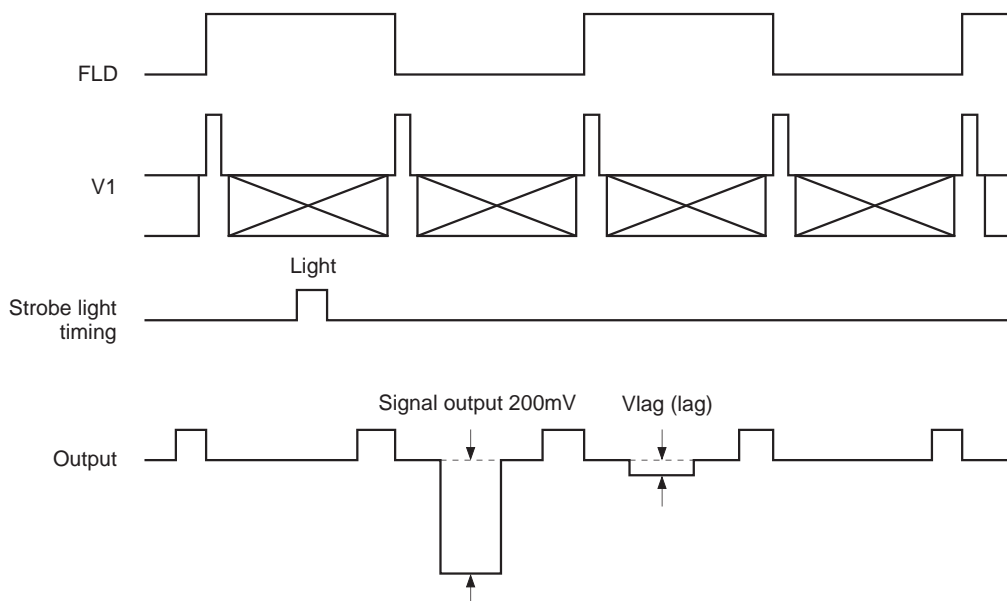 FLD
V1
Light
Strobe light
timing
Signal output 200mV
Vlag (lag)
Output